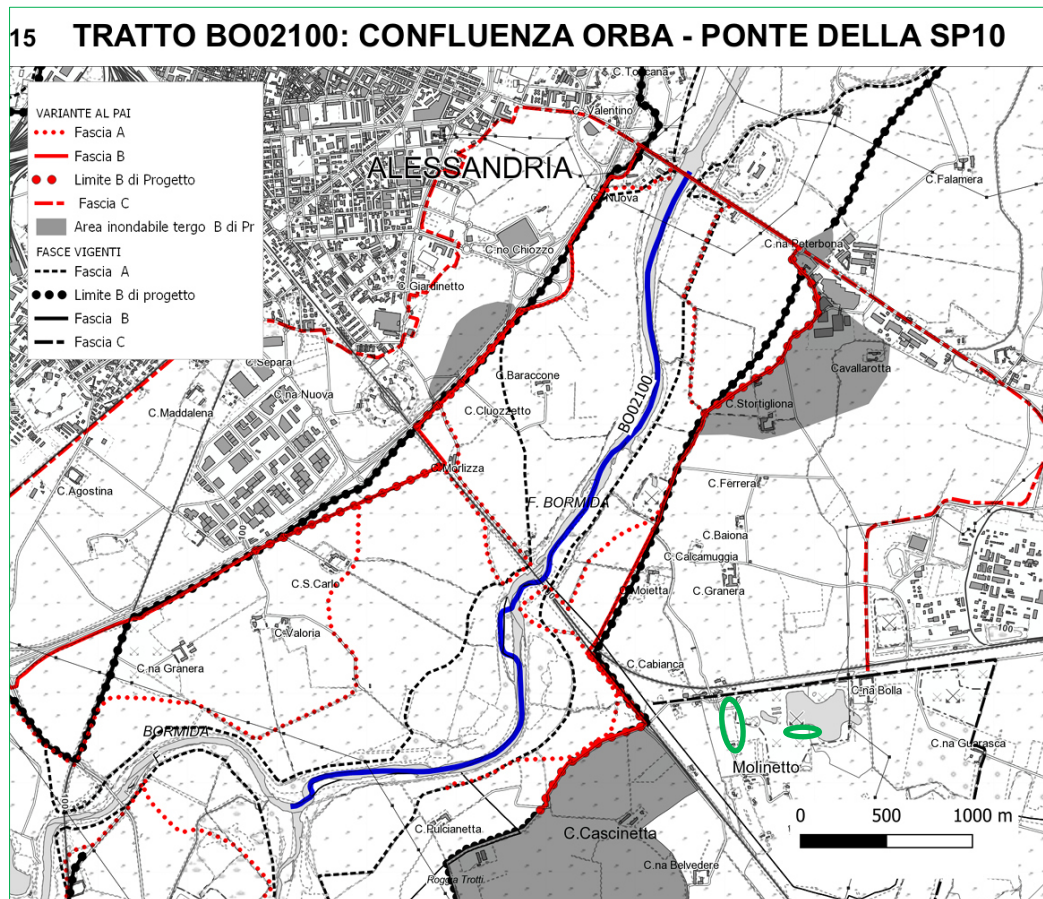 15 TRATTO BO02100: CONFLUENZA ORBA - PONTE DELLA SP10
VARIANTE AL PAI
Fascia A
Fascia B
Limite B di Progetto
Fascia C
Area inondabile tergo B di Pr
FASCE VIGENTI
Fascia A
Limite B di progetto
Fascia B
Fascia C
C.Toscana
C. Valentino
ALESSANDRIA
C. Nuova
C.Falamera
C.na Peterbona
C.no Chiozzo
C.Giardinetto
C.Separa
C.na Nuova
C.Baraccone
C.Cluozzetto
BO02100
Cavallarotta
C.Stortigliona
C.Maddalena
C.Morlizza
C.Agostina
C.Ferrera
F. BORMIDA
C.Baiona
C.Calcamuggia
C.S.Carlo
C.Moietta
C.Granera
100
100
C.Valoria
C.na Granera
C.Cabianca
C.na Bolla
BORMIDA
C.na Guarasca
Molinetto
0 500 1000 m
C.Pulcianetta
C.Cascinetta
C.na Belvedere
Roggia Trotti